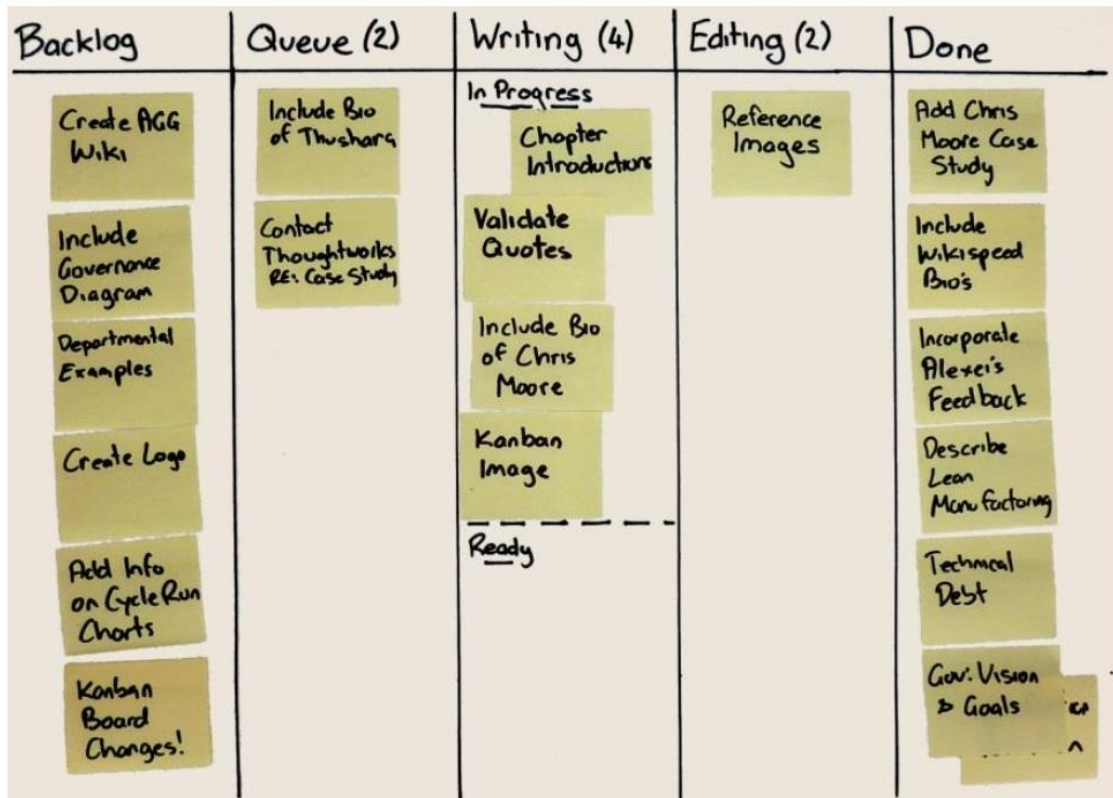 Backlog
Create AGG
Wiki
Include
Governance
Diagram
Departmental
Examples
Create Logo
Add Info
on Cycle Run
Charts
Kanban
Board
Changes!
Queue (2)
Include Bio
of Thushara
Contact
Thoughtworks
RE: Case Study
Writing (4)
In Progress
Chapter
Introductions
Validate
Quotes
Include Bio
of Chris
Moore
Kanban
Image
Ready
Editing (2)
Reference
Images
Done
Add Chris
Moore Case
Study
Include
Wikispeed
Bio's
Incorporate
Alexei's
Feedback
Describe
Lean
Manufactoring
Technical
Debt
Gov: Vision
& Goals